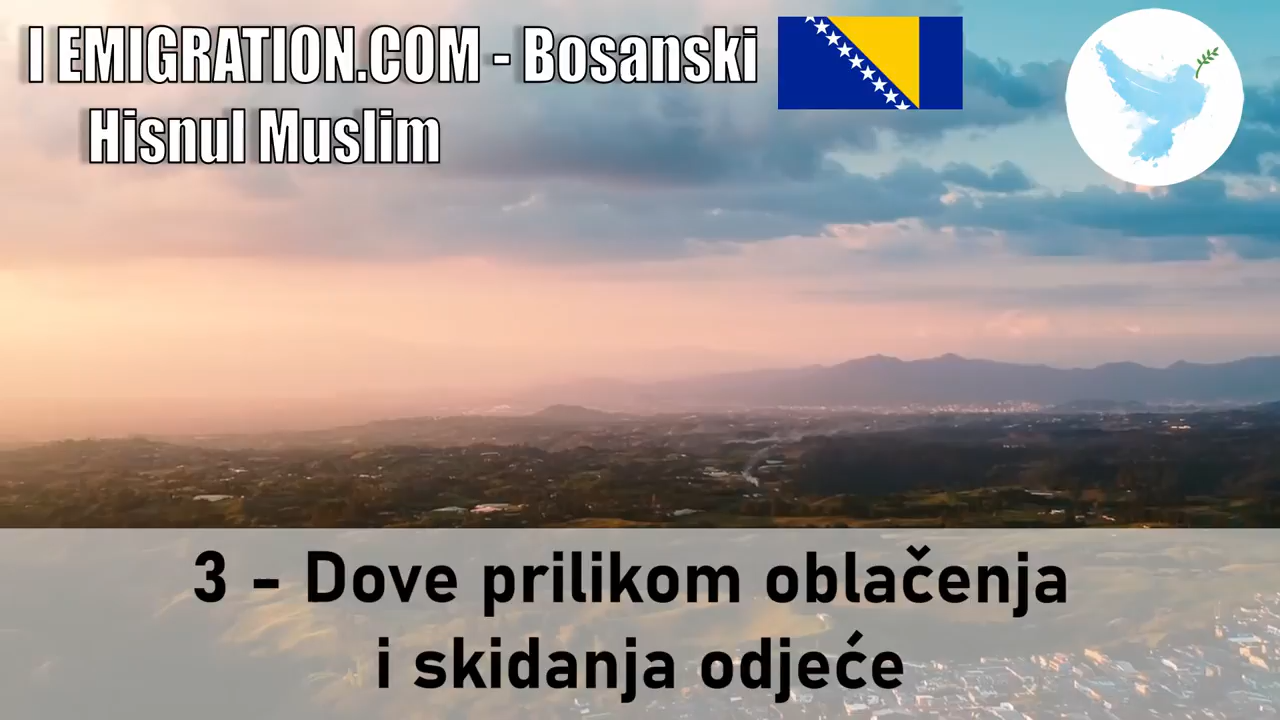 I EMIGRATION.COM - Bosanski
Hisnul Muslim
3 - Dove prilikom oblačenja
i skidanja odjeće